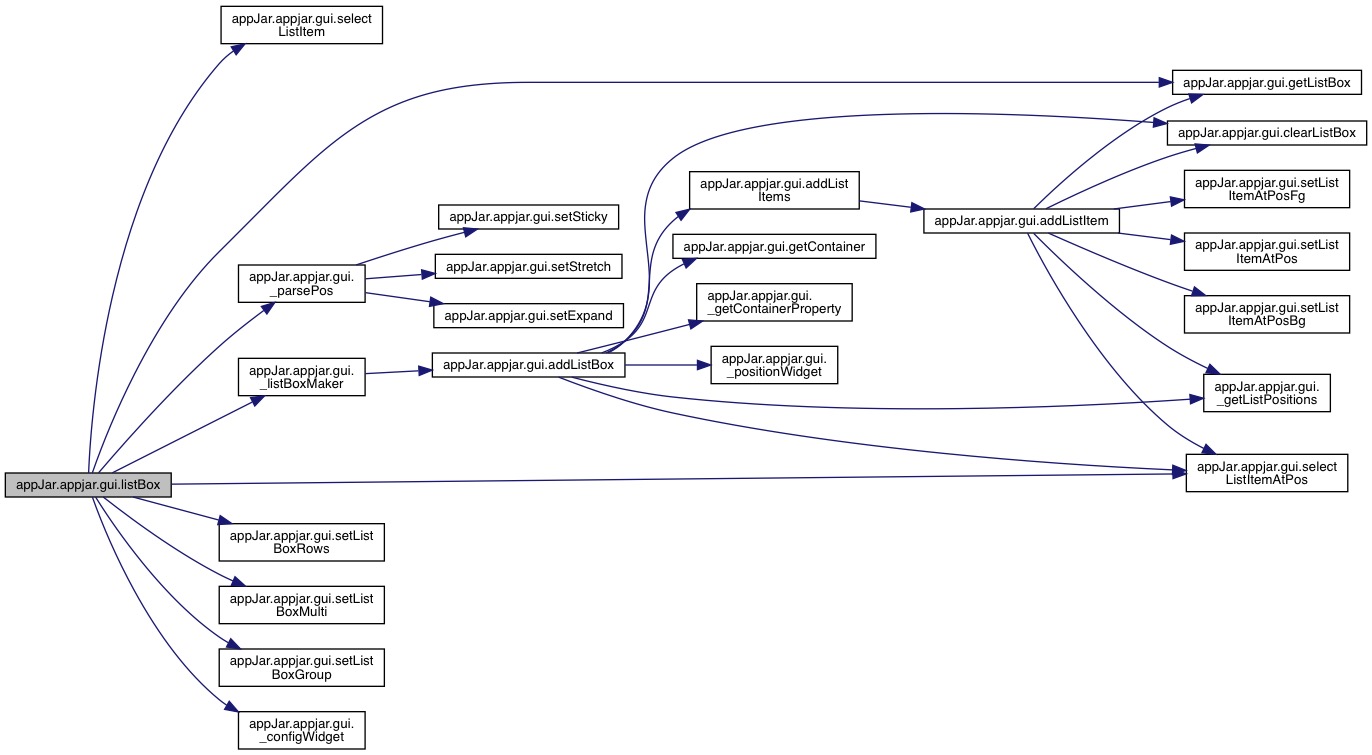 appJar.appjar.gui.select
ListItem
appJar.appjar.gui.getListBox
appJar.appjar.gui.clearListBox
appJar.appjar.gui.addList
Items
appJar.appjar.gui.setList
ItemAtPosFg
appJar.appjar.gui.setSticky
appJar.appjar.gui.addListItem
appJar.appjar.gui.getContainer
appJar.appjar.gui.setList
ItemAtPos
appJar.appjar.gui.
_parsePos
appJar.appjar.gui.setStretch
appJar.appjar.gui.
_getContainerProperty
appJar.appjar.gui.setExpand
appJar.appjar.gui.setList
ItemAtPosBg
appJar.appjar.gui.
_listBoxMaker
appJar.appjar.gui.addListBox
appJar.appjar.gui.
_positionWidget
appJar.appjar.gui.
_getListPositions
appJar.appjar.gui.select
ListItemAtPos
appJar.appjar.gui.listBox
appJar.appjar.gui.setList
BoxRows
appJar.appjar.gui.setList
BoxMulti
appJar.appjar.gui.setList
BoxGroup
appJar.appjar.gui.
_configWidget